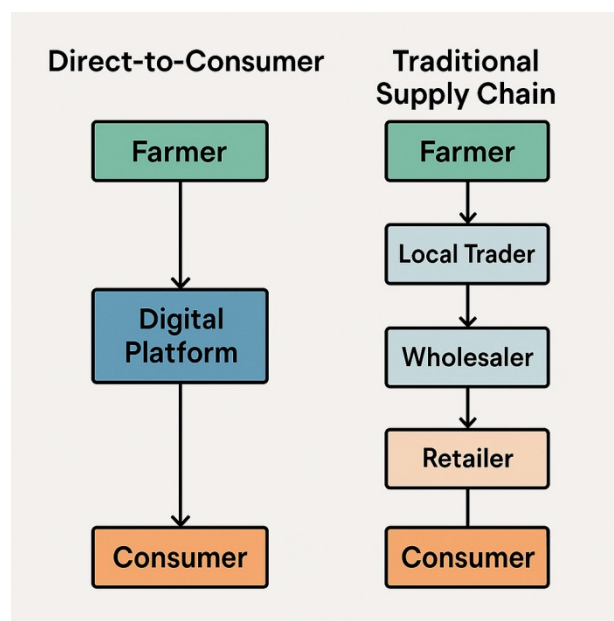 Direct-to-Consumer
Farmer
Digital
Platform
Consumer
Traditional
Supply Chain
Farmer
Local Trader
Wholesaler
Retailer
Consumer